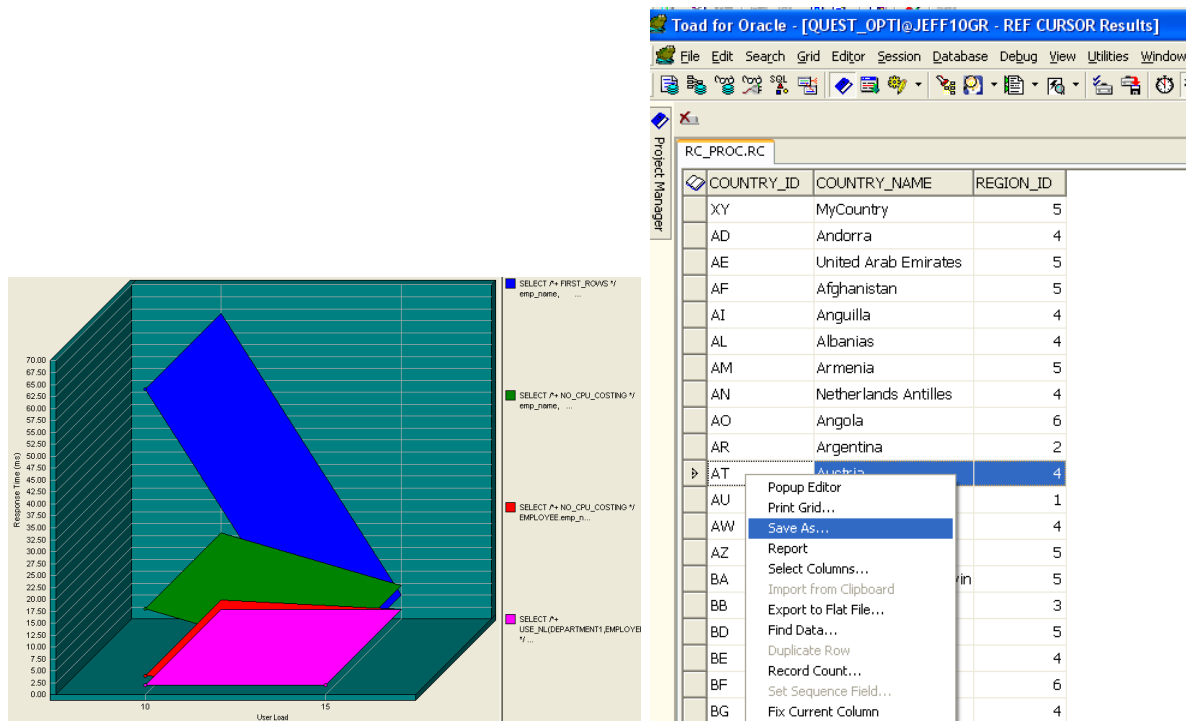 70.00
67.50
65.00
62.50
60.00
57.50
55.00
52.50
50.00
47.50
45.00
42.50
40.00
37.50
35.00
32.50
30.00
27.50
25.00
22.50
20.00
17.50
15.00
12.50
10.00
7.50
5.00
2.50
0.00
Response Time (ms)
10
15
User Load
SELECT /*+ FIRST_ROWS */
emp_name, ...
SELECT /*+ NO_CPU_COSTING */
emp_name, ...
SELECT /*+ NO_CPU_COSTING */
EMPLOYEE.emp_n...
SELECT /*+
USE_NL(DEPARTMENT1,EMPLOYE
*/ ...
Toad for Oracle - [QUEST_OPTI@JEFF10GR - REF CURSOR Results]
File Edit Search Grid Editor Session Database Debug View Utilities Window
SQL
Project Manager
RC_PROC.RC
COUNTRY_ID COUNTRY_NAME REGION_ID
XY MyCountry 5
AD Andorra 4
AE United Arab Emirates 5
AF Afghanistan 5
AI Anguilla 4
AL Albanias 4
AM Armenia 5
AN Netherlands Antilles 4
AO Angola 6
AR Argentina 2
AT Austria 4
AU 1
AW 4
AZ 5
BA vin 5
BB 3
BD 5
BE 4
BF 6
BG 4
Popup Editor
Print Grid...
Save As...
Report
Select Columns...
Import from Clipboard
Export to Flat File...
Find Data...
Duplicate Row
Record Count...
Set Sequence Field...
Fix Current Column